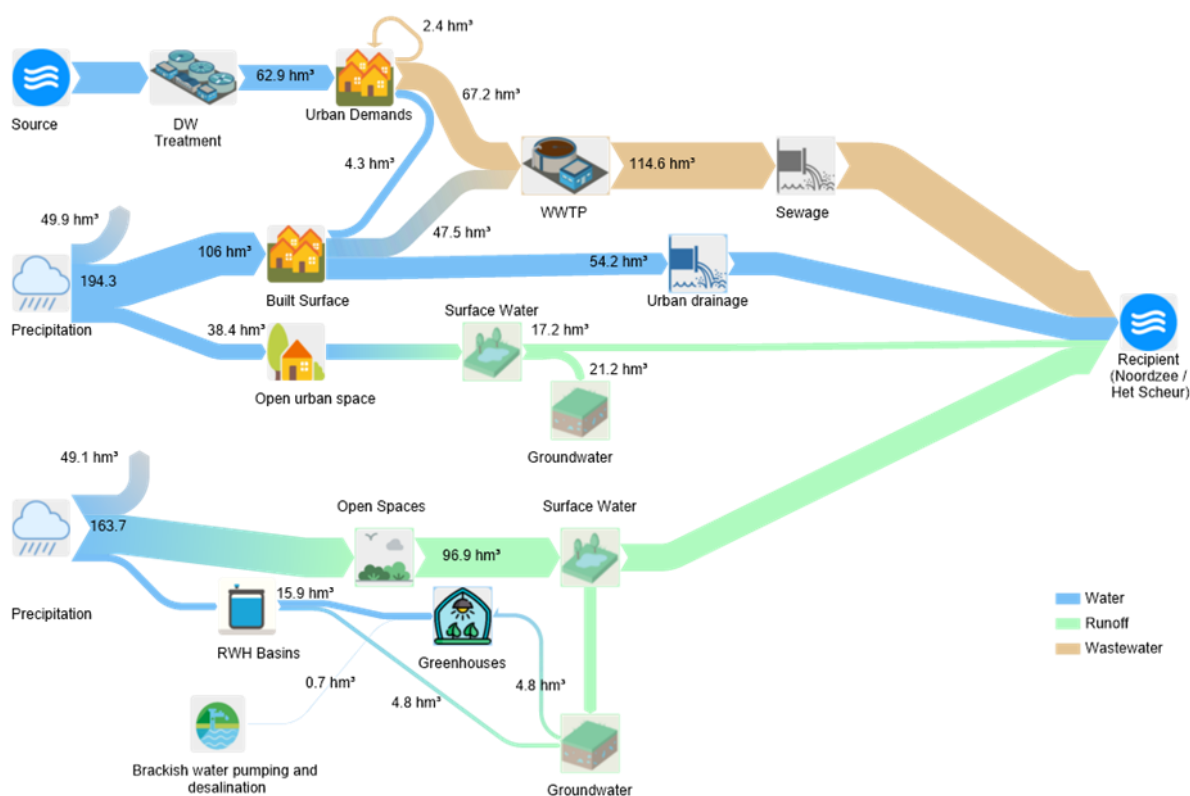 2.4 hm³
62.9 hm³
Source
DW
Treatment
Urban Demands
67.2 hm³
4.3 hm³
114.6 hm³
WWTP
Sewage
49.9 hm³
194.3
106 hm³
47.5 hm³
54.2 hm³
Precipitation
Built Surface
Urban drainage
Surface Water
38.4 hm³
17.2 hm³
21.2 hm³
Open urban space
Groundwater
Recipient
(Noordzee /
Het Scheur)
49.1 hm³
163.7
Open Spaces
Surface Water
96.9 hm³
Precipitation
15.9 hm³
RWH Basins
Greenhouses
0.7 hm³
4.8 hm³
4.8 hm³
Brackish water pumping and
desalination
Groundwater
Water
Runoff
Wastewater